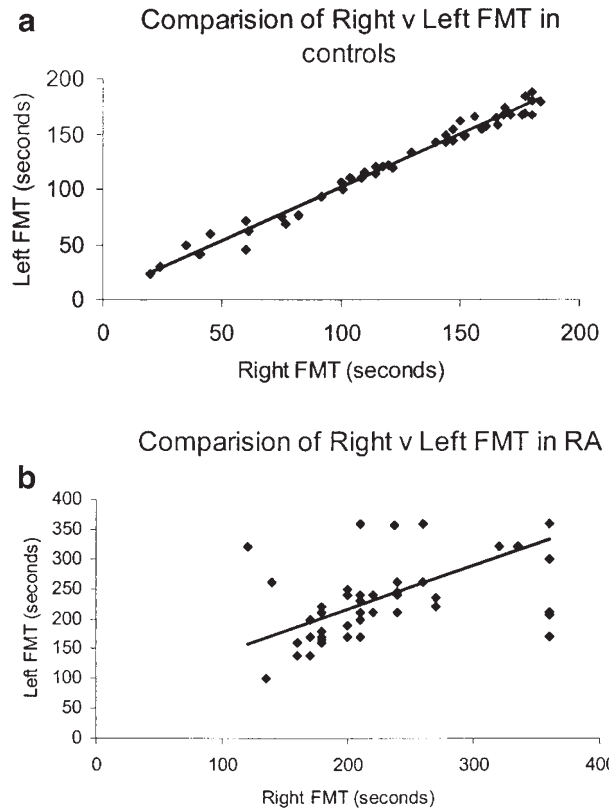 a
Comparision of Right v Left FMT in
controls
200
150
100
50
0
Left FMT (seconds)
0 50 100 150 200
Right FMT (seconds)
Comparision of Right v Left FMT in RA
b
400
350
300
250
200
150
100
50
0
Left FMT (seconds)
0 100 200 300 400
Right FMT (seconds)